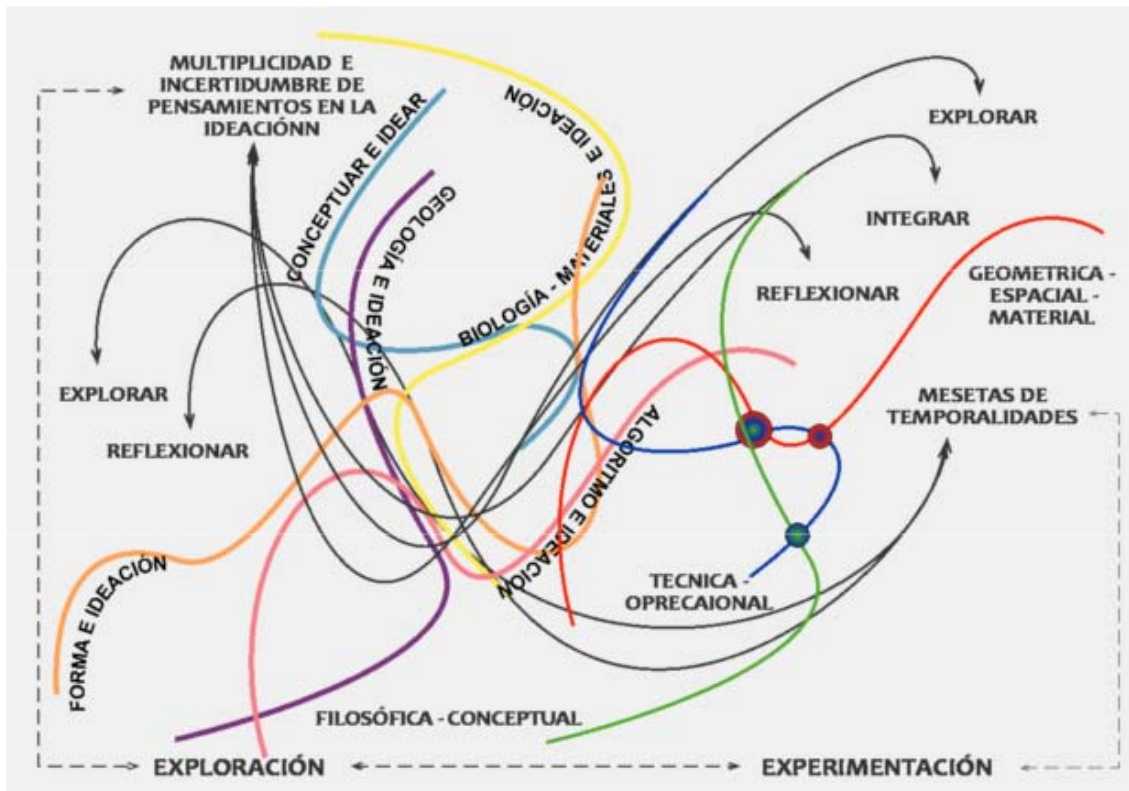 MULTIPLICIDAD E
INCERTIDUMBRE DE
PENSAMIENTOS EN LA
IDEACIÓNN
CONCEPTUAR E IDEAR
GEOLOGÍA E IDEACIÓN
BIOLOGÍA - MATERIALES E IDEACIÓN
EXPLORAR
INTEGRAR
REFLEXIONAR
GEOMETRICA -
ESPACIAL -
MATERIAL
EXPLORAR
REFLEXIONAR
MESETAS DE
TEMPORALIDADES
ALGORITMO E IDEACIÓN
FORMA E IDEACIÓN
TECNICA -
OPRECAIONAL
FILOSÓFICA - CONCEPTUAL
EXPLORACIÓN
EXPERIMENTACIÓN